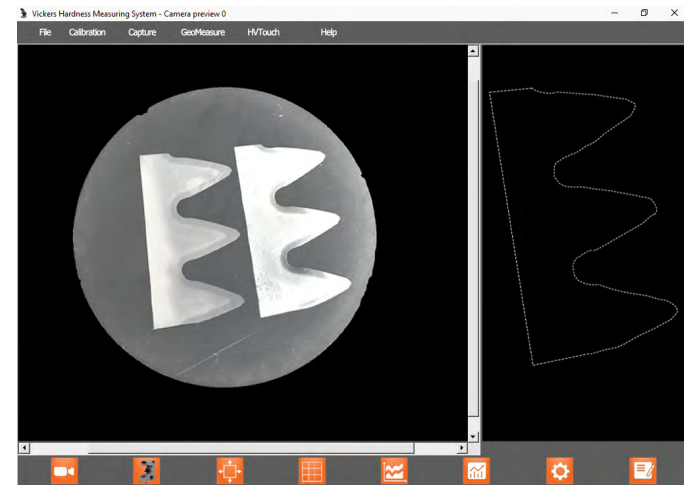 Vickers Hardness Measuring System - Camera preview 0
File Calibration Capture GeoMeasure HVTouch Help